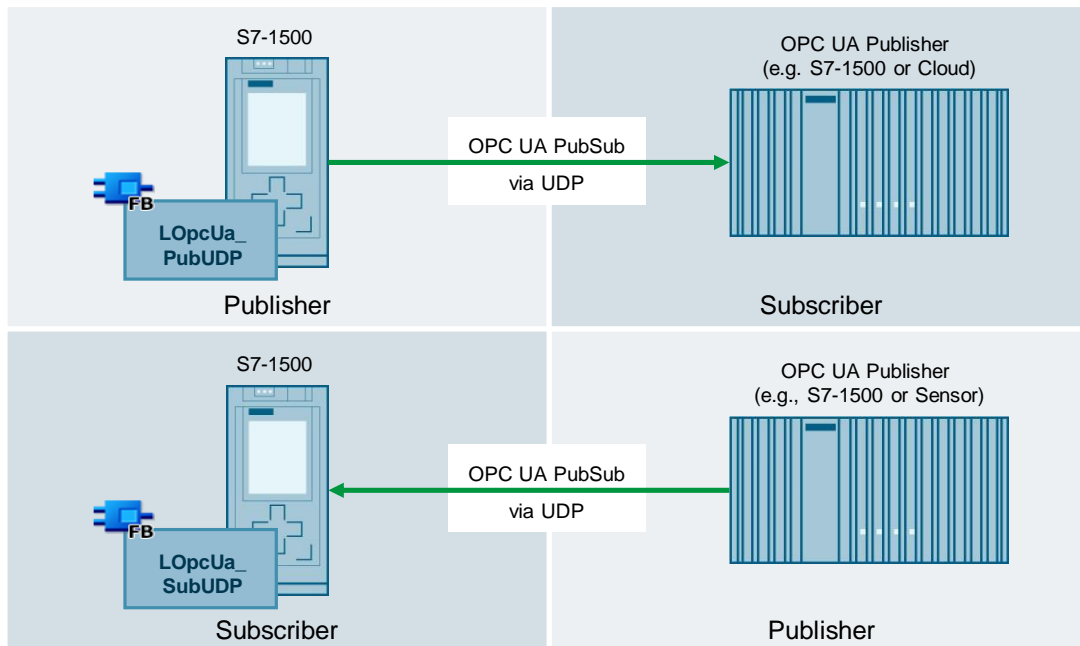 S7-1500
OPC UA Publisher
(e.g. S7-1500 or Cloud)
OPC UA PubSub
via UDP
FB
LOpcUa_
PubUDP
Publisher
Subscriber
S7-1500
OPC UA Publisher
(e.g., S7-1500 or Sensor)
OPC UA PubSub
via UDP
FB
LOpcUa_
SubUDP
Subscriber
Publisher